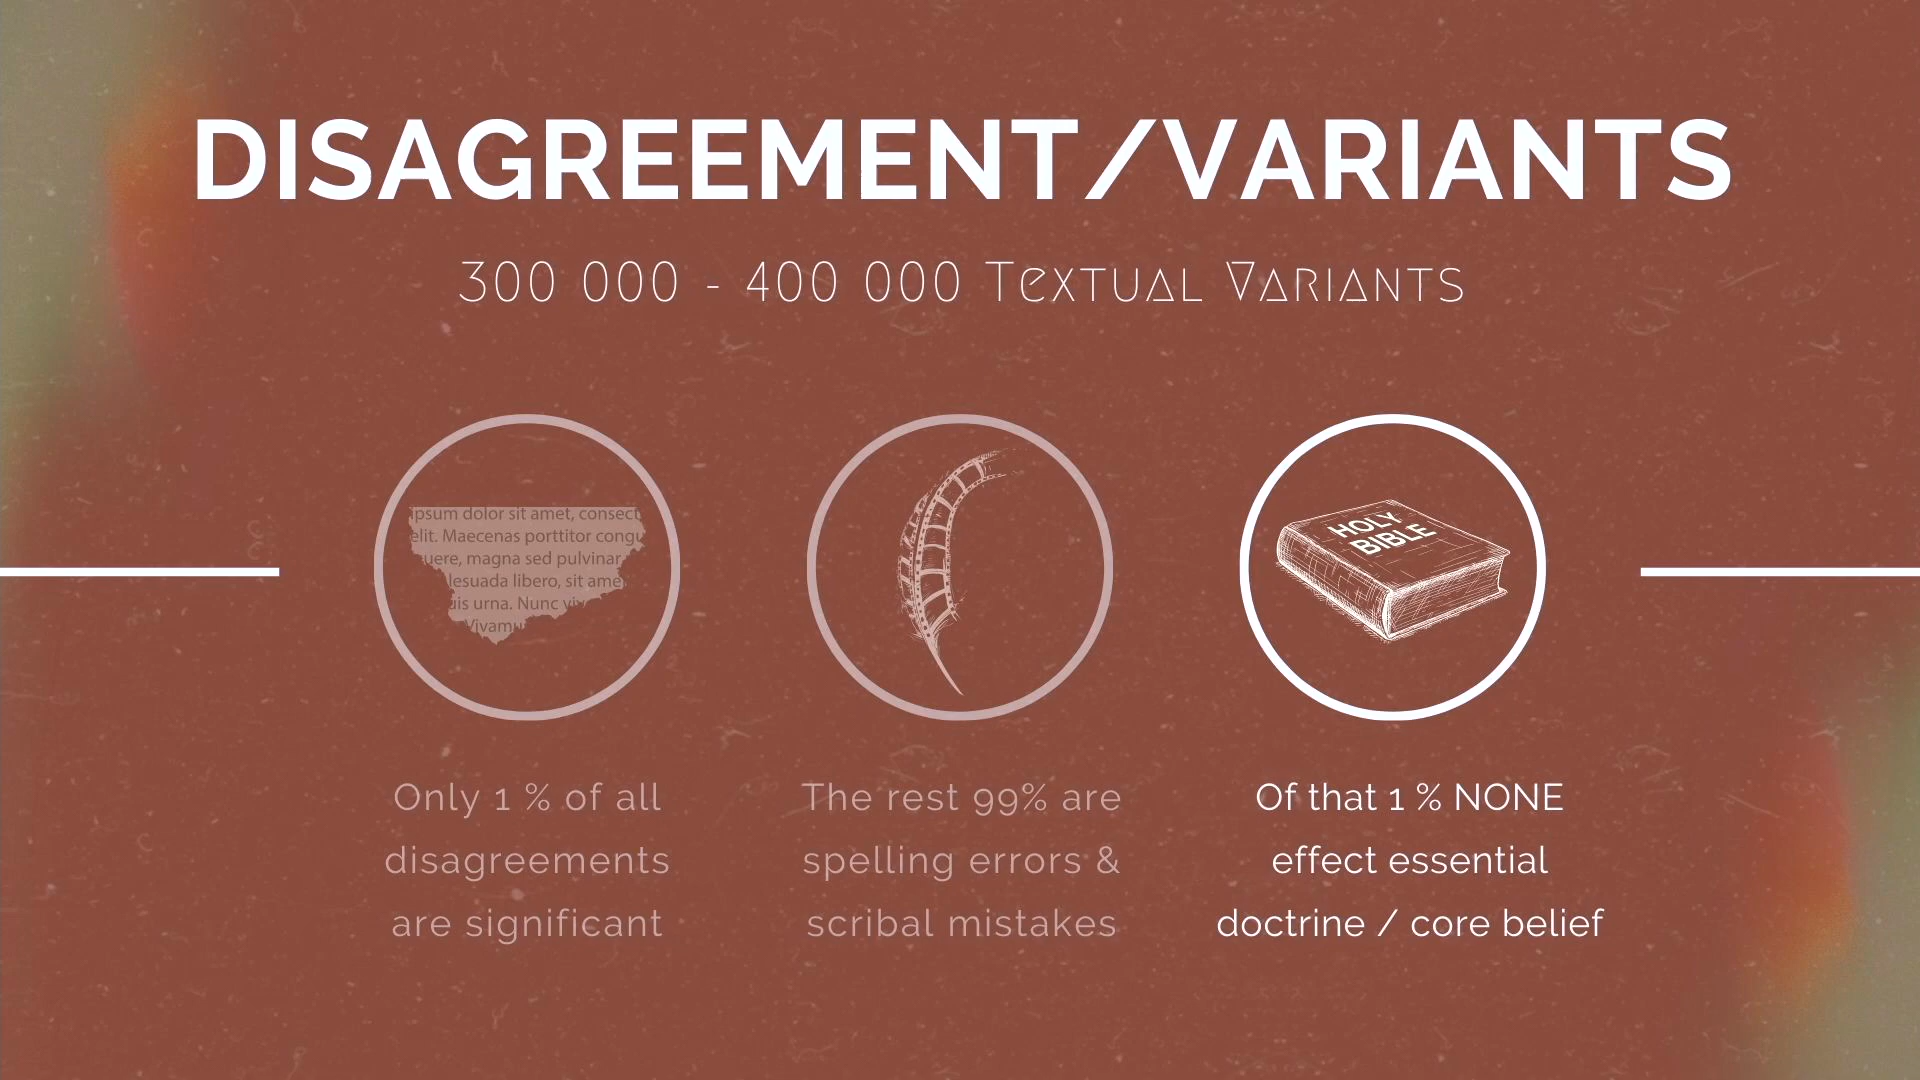 DISAGREEMENT/VARIANTS
300 000 - 400 000 Textual Variants
ipsum dolor sit amet, consect
elit. Maecenas porttitor congu
uere, magna sed pulvinar
lesuada libero, sit ame
uis urna. Nunc viv
Vivamu
HOLY
BIBLE
Only 1 % of all
disagreements
are significant
The rest 99% are
spelling errors &
scribal mistakes
Of that 1 % NONE
effect essential
doctrine / core belief